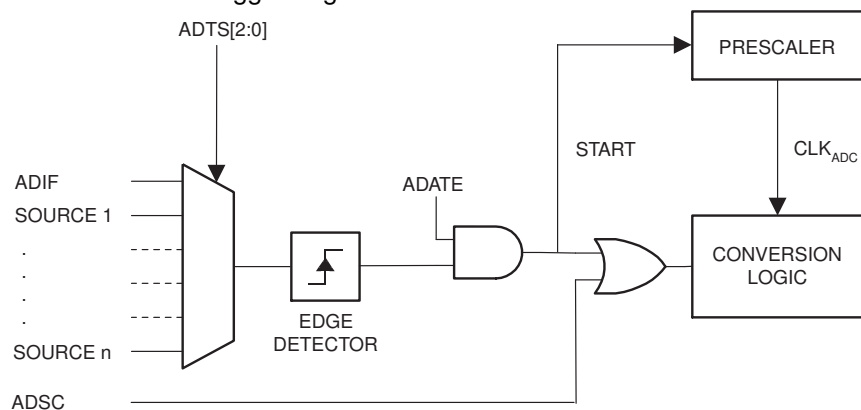 ADTS[2:0]
PRESCALER
START
CLKADC
ADIF
ADATE
SOURCE 1
.
.
.
.
CONVERSION
LOGIC
EDGE
DETECTOR
SOURCE n
ADSC